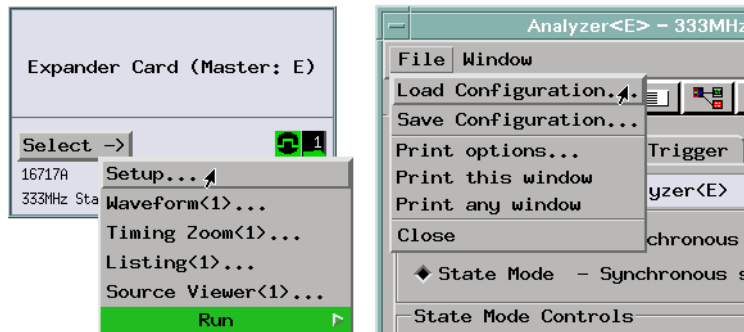 Expander Card (Master: E)
Select ->
1
16717A
333MHz Sta
Setup...
Waveform<1>...
Timing Zoom<1>...
Listing<1>...
Source Viewer<1>...
Run
Analyzer<E> - 333MHz
File Window
Load Configuration...
Save Configuration...
Print options...
Print this window
Print any window
Close
Trigger
yzer<E>
chronous
State Mode - Synchronous s
State Mode Controls